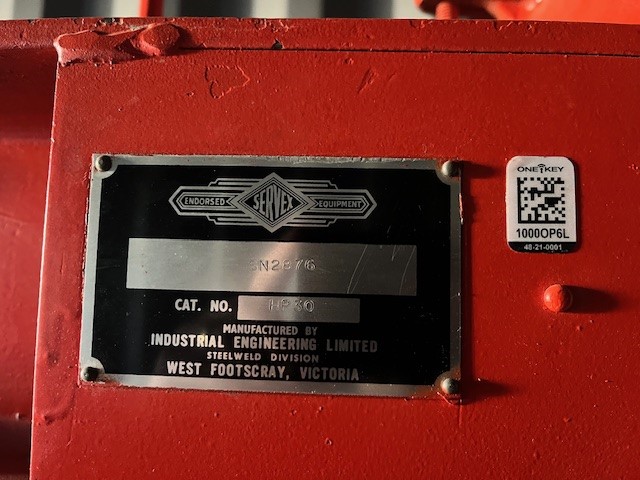 ENDORSED SERVEX EQUIPMENT
SN2876
CAT. NO. HP30
MANUFACTURED BY
INDUSTRIAL ENGINEERING LIMITED
STEELWELD DIVISION
WEST FOOTSCRAY, VICTORIA
ONE KEY
1000OP6L
48-21-0001